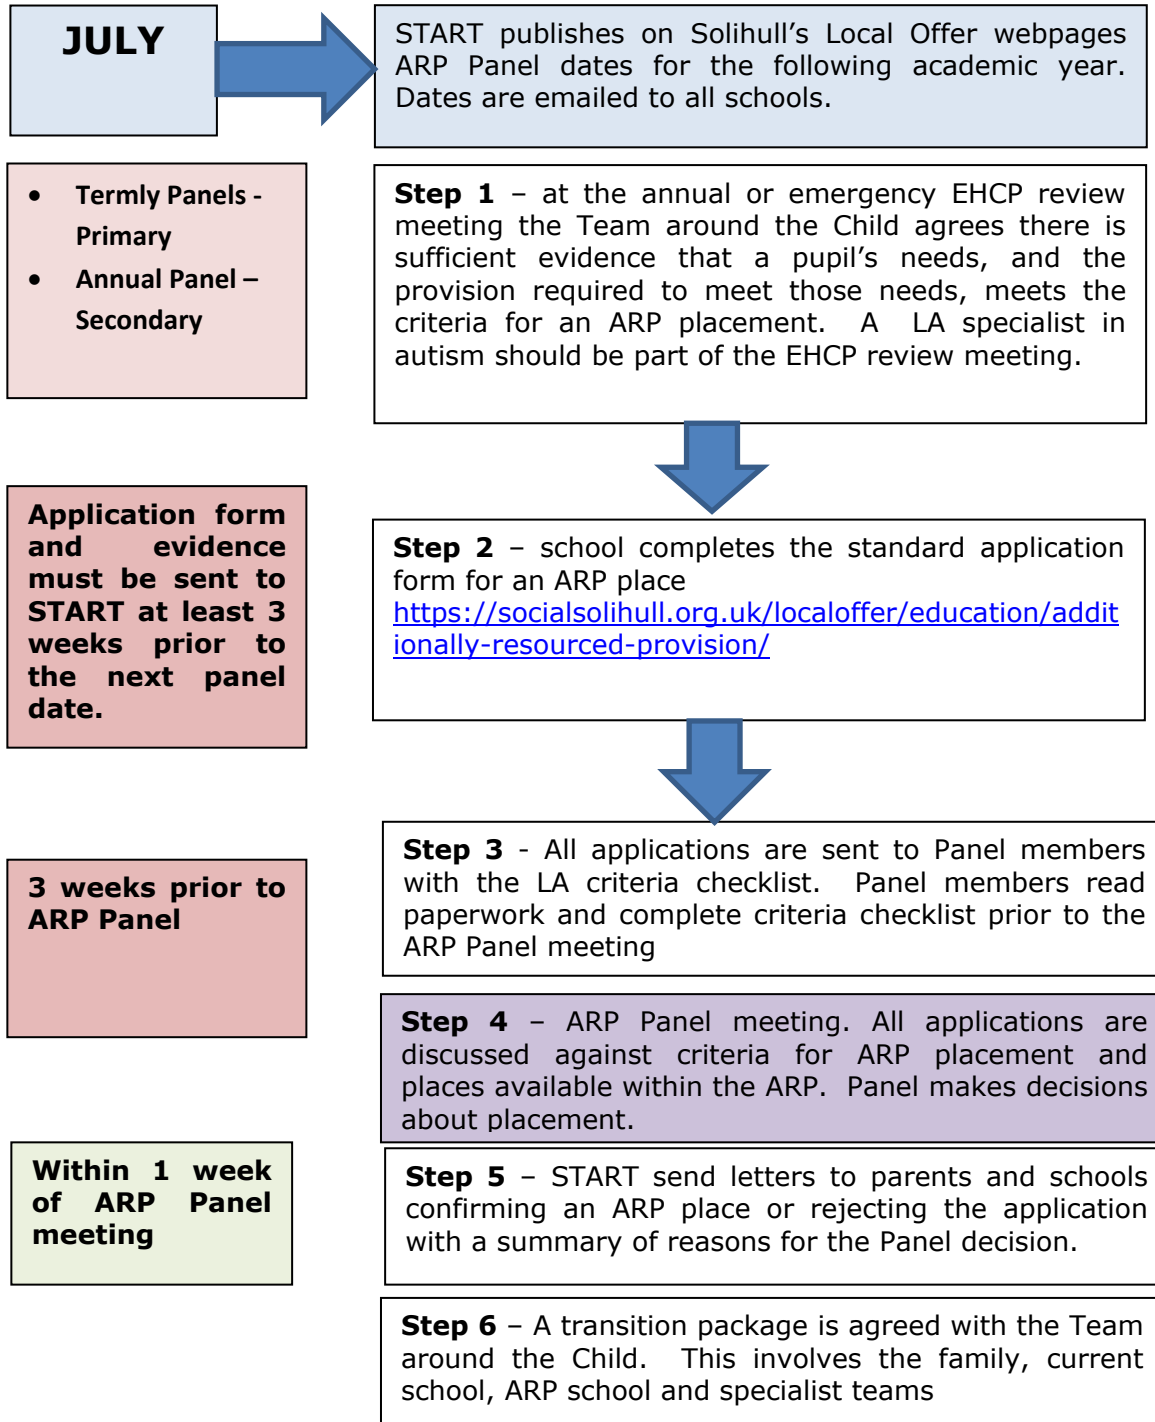 JULY
START publishes on Solihull's Local Offer webpages
ARP Panel dates for the following academic year.
Dates are emailed to all schools.
• Termly Panels -
Primary
• Annual Panel –
Secondary
Step 1 – at the annual or emergency EHCP review
meeting the Team around the Child agrees there is
sufficient evidence that a pupil's needs, and the
provision required to meet those needs, meets the
criteria for an ARP placement. A LA specialist in
autism should be part of the EHCP review meeting.
Application form
and evidence
must be sent to
START at least 3
weeks prior to
the next panel
date.
Step 2 – school completes the standard application
form for an ARP place
https://socialsolihull.org.uk/localoffer/education/addit
ionally-resourced-provision/
3 weeks prior to
ARP Panel
Step 3 - All applications are sent to Panel members
with the LA criteria checklist. Panel members read
paperwork and complete criteria checklist prior to the
ARP Panel meeting
Step 4 – ARP Panel meeting. All applications are
discussed against criteria for ARP placement and
places available within the ARP. Panel makes decisions
about placement.
Within 1 week
of ARP Panel
meeting
Step 5 – START send letters to parents and schools
confirming an ARP place or rejecting the application
with a summary of reasons for the Panel decision.
Step 6 – A transition package is agreed with the Team
around the Child. This involves the family, current
school, ARP school and specialist teams